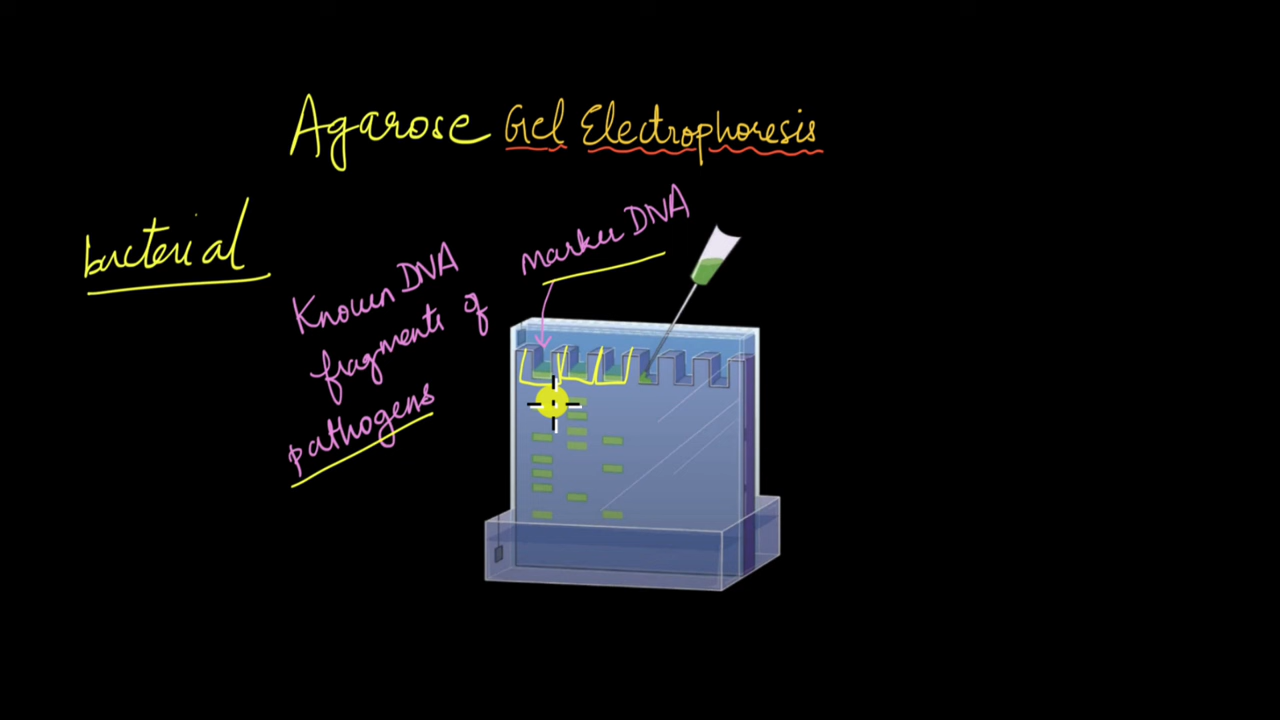 Agarose Gel Electrophoresis
bacterial
Known DNA
fragments of
pathogens
marker DNA